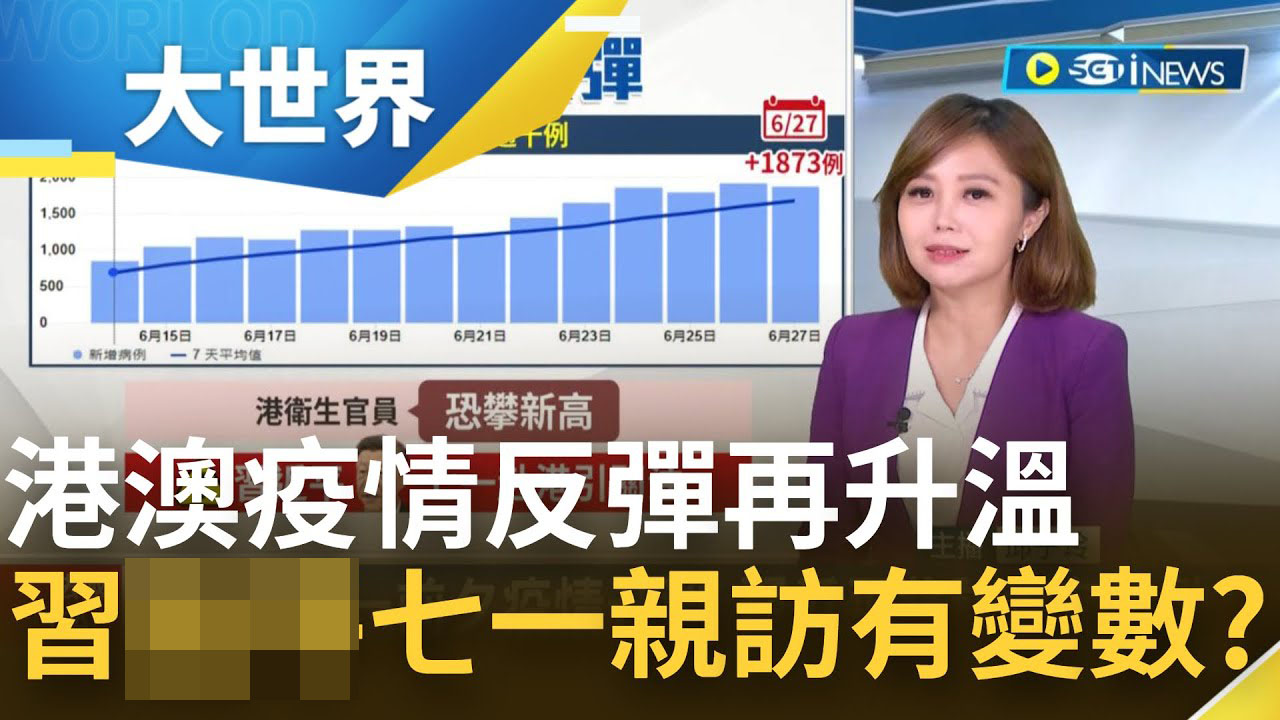 大世界
彈
SETiNEWS
6/27
+1873例
2,000
1,500
1,000
500
0
6月15日 6月17日 6月19日 6月21日 6月23日 6月25日 6月27日
新增病例 7 天平均值
港衛生官員 恐攀新高
港澳疫情反彈再升溫
習 七一親訪有變數?